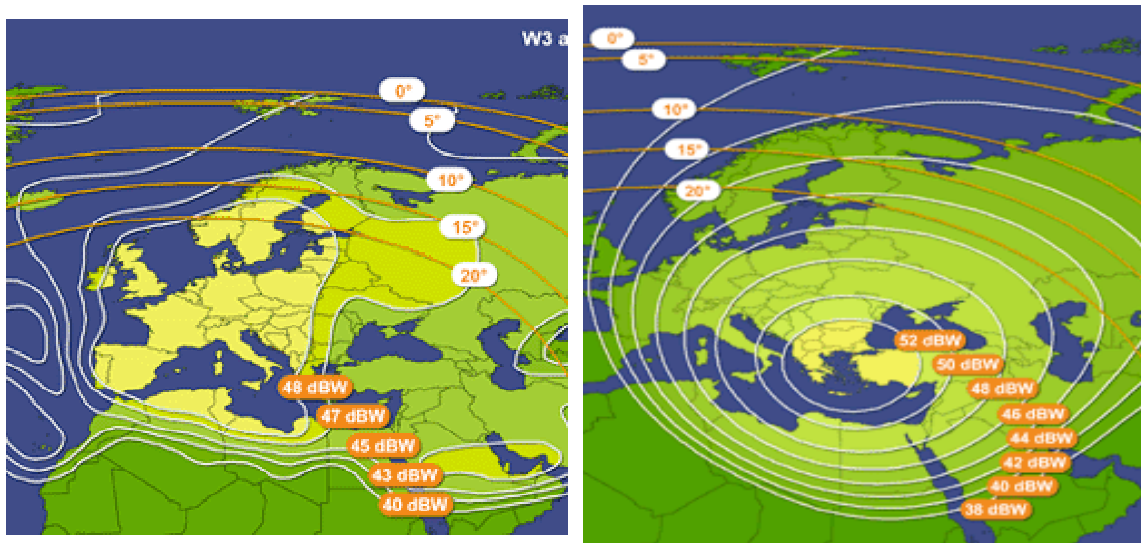 W3 a
0°
5°
10°
15°
20°
48 dBW
47 dBW
45 dBW
43 dBW
40 dBW
0°
5°
10°
15°
20°
52 dBW
50 dBW
48 dBW
46 dBW
44 dBW
42 dBW
40 dBW
38 dBW